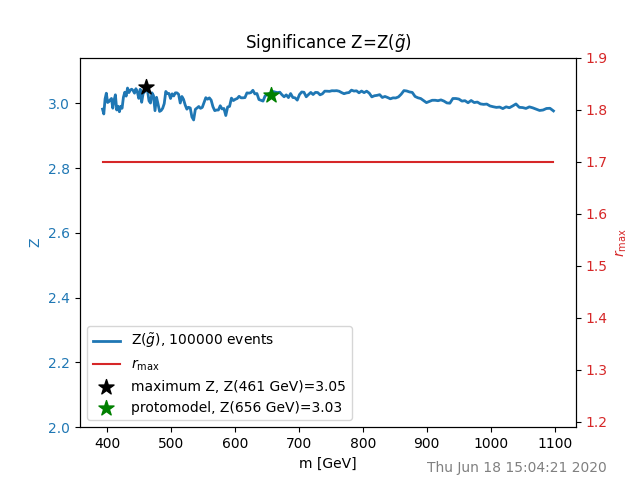 Significance Z=Z(g̃)
3.0
2.8
2.6
2.4
2.2
2.0
Z
1.9
1.8
1.7
1.6
1.5
1.4
1.3
1.2
r_max
Z(g̃), 100000 events
r_max
maximum Z, Z(461 GeV)=3.05
protomodel, Z(656 GeV)=3.03
400 500 600 700 800 900 1000 1100
m [GeV]
Thu Jun 18 15:04:21 2020